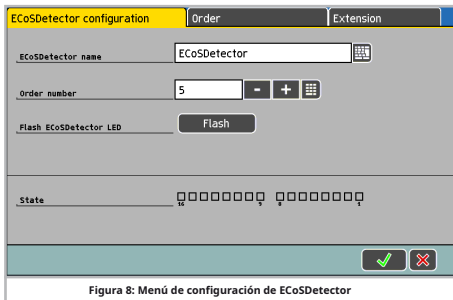 ECoSDetector configuration Order Extension
ECoSDetector name ECoSDetector
Order number 5 - +
Flash ECoSDetector LED Flash
State
16 9 8 1
Figura 8: Menú de configuración de ECoSDetector